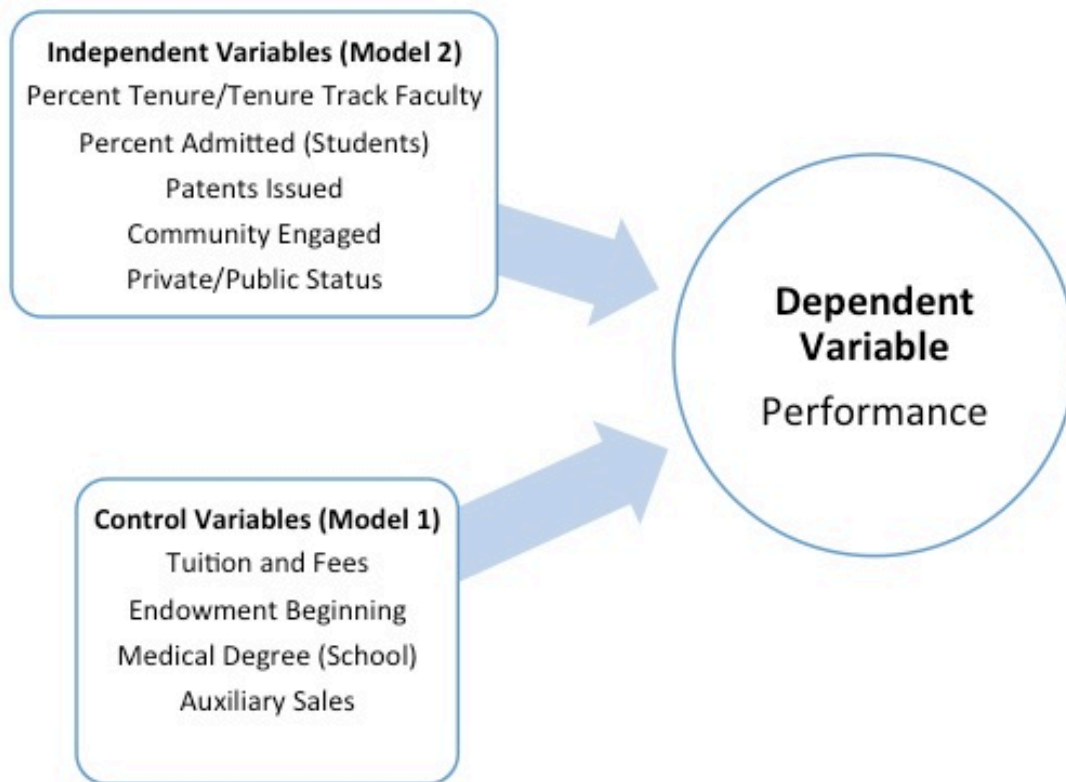 Independent Variables (Model 2)
Percent Tenure/Tenure Track Faculty
Percent Admitted (Students)
Patents Issued
Community Engaged
Private/Public Status
Dependent
Variable
Performance
Control Variables (Model 1)
Tuition and Fees
Endowment Beginning
Medical Degree (School)
Auxiliary Sales